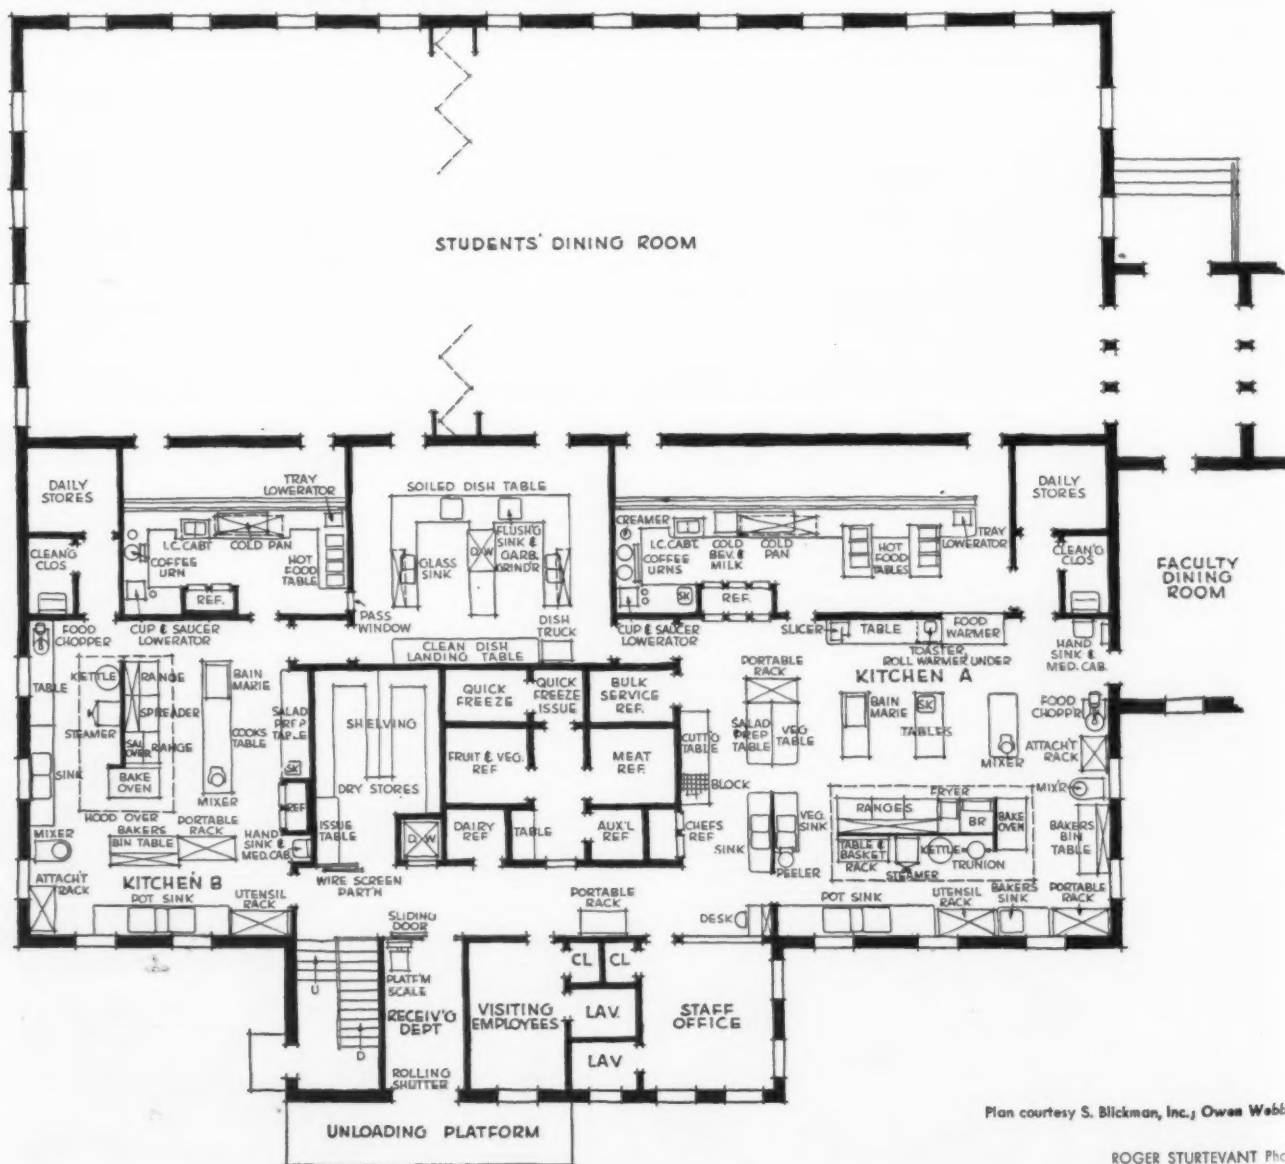 STUDENTS' DINING ROOM
DAILY
STORES
TRAY
LOWERATOR
SOILED DISH TABLE
DAILY
STORES
CLEAN'G
CLOS
I.C. CABT.
COLD PAN
COFFEE
URN
HOT
FOOD
TABLE
REF.
GLASS
SINK
D/W
FLUSH'G
SINK &
GARB.
GRIND'R
CREAMER
I.C. CABT.
COFFEE
URNS
COLD
BEV. &
MILK
COLD
PAN
HOT
FOOD
TABLES
TRAY
LOWERATOR
SK
REF.
CLEAN'G
CLOS
FACULTY
DINING
ROOM
PASS
WINDOW
DISH
TRUCK
CLEAN DISH
LANDING TABLE
FOOD
CHOPPER
CUP & SAUCER
LOWERATOR
CUP & SAUCER
LOWERATOR
SLICER
TABLE
FOOD
WARMER
TOASTER,
ROLL WARMER UNDER
HAND
SINK &
MED. CAB.
KITCHEN A
TABLE
KETTLE
RANGE
SPREADER
STEAMER
SAL.
OVER
RANGE
BAKE
OVEN
BAIN
MARIE
COOKS
TABLE
SALAD
PREP
TABLE
SK
REF
MIXER
SINK
HOOD OVER
BAKERS
BIN TABLE
PORTABLE
RACK
HAND
SINK &
MED. CAB.
MIXER
ATTACH'T
RACK
KITCHEN B
POT SINK
UTENSIL
RACK
SHELVING
DRY STORES
ISSUE
TABLE
D/W
WIRE SCREEN
PART'N
QUICK
FREEZE
QUICK
FREEZE
ISSUE
BULK
SERVICE
REF.
FRUIT & VEG.
REF
MEAT
REF.
DAIRY
REF
TABLE
AUX'L
REF
CHEFS
REF
PORTABLE
RACK
CUTT'G
TABLE
SALAD
PREP
TABLE
VEG.
TABLE
BLOCK
VEG.
SINK
SINK
PEELER
BAIN
MARIE
SK
TABLES
MIXER
FOOD
CHOPPER
ATTACH'T
RACK
MIX'R
FRYER
RANGES
BR
BAKE
OVEN
TABLE &
BASKET
RACK
STEAMER
KETTLE
TRUNION
BAKERS
BIN
TABLE
POT SINK
UTENSIL
RACK
BAKERS
SINK
PORTABLE
RACK
PORTABLE
RACK
DESK
SLIDING
DOOR
PLATF'M
SCALE
U
D
RECEIV'G
DEPT
ROLLING
SHUTTER
VISITING
EMPLOYEES
CL
CL
LAV.
LAV
STAFF
OFFICE
UNLOADING PLATFORM
Plan courtesy S. Blickman, Inc.; Owen Webb
ROGER STURTEVANT Pho